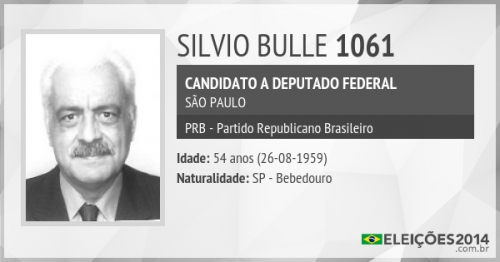 SILVIO BULLE 1061
CANDIDATO A DEPUTADO FEDERAL
SÃO PAULO
PRB - Partido Republicano Brasileiro
Idade: 54 anos (26-08-1959)
Naturalidade: SP - Bebedouro
ELEIÇÕES2014
.com.br